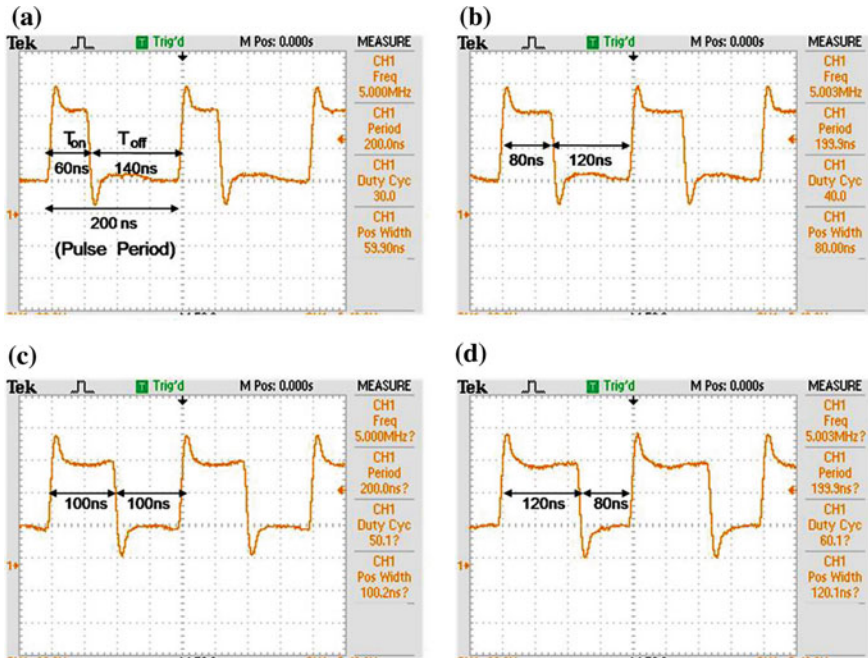 (a)
Tek Trig'd M Pos: 0.000s MEASURE
CH1
Freq
5.000MHz
CH1
Period
200.0ns
CH1
Duty Cyc
30.0
CH1
Pos Width
59.90ns
Ton Toff
60ns 140ns
200 ns
(Pulse Period)
1
(b)
Tek Trig'd M Pos: 0.000s MEASURE
CH1
Freq
5.003MHz
CH1
Period
199.9ns
CH1
Duty Cyc
40.0
CH1
Pos Width
80.00ns
80ns 120ns
1
(c)
Tek Trig'd M Pos: 0.000s MEASURE
CH1
Freq
5.000MHz?
CH1
Period
200.0ns?
CH1
Duty Cyc
50.1?
CH1
Pos Width
100.2ns?
100ns 100ns
1
(d)
Tek Trig'd M Pos: 0.000s MEASURE
CH1
Freq
5.003MHz?
CH1
Period
199.9ns?
CH1
Duty Cyc
60.1?
CH1
Pos Width
120.1ns?
120ns 80ns
1